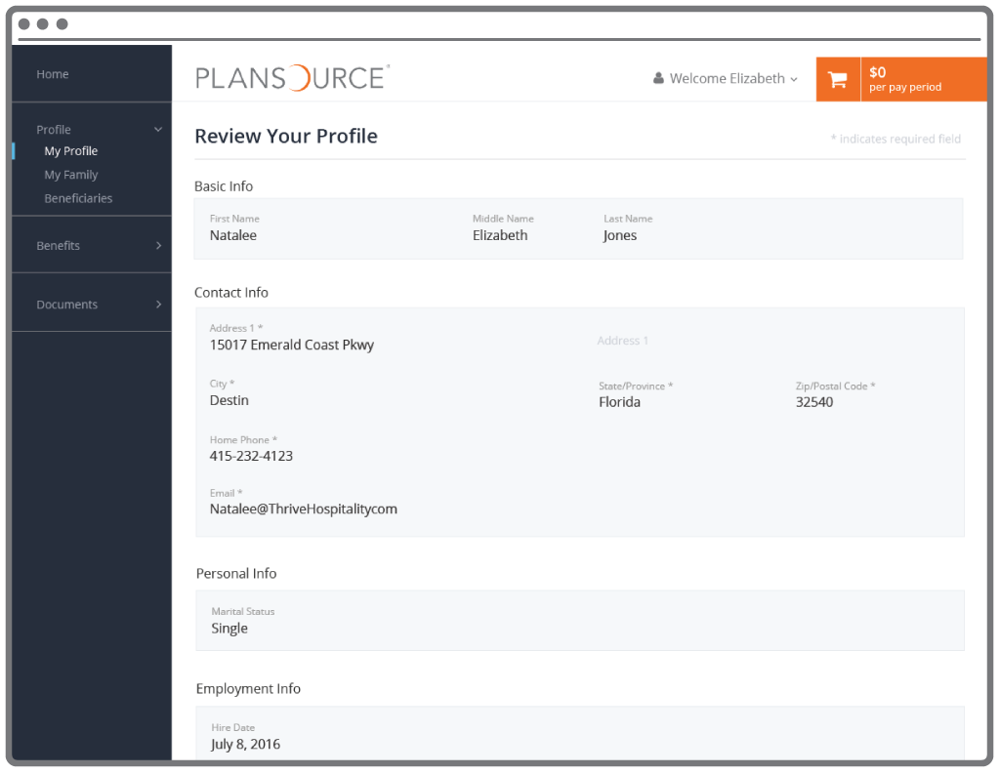 Home
Profile
My Profile
My Family
Beneficiaries
Benefits
Documents
PLANSOURCE
Welcome Elizabeth
$0
per pay period
Review Your Profile
* Indicates required field
Basic Info
First Name Middle Name Last Name
Natalee Elizabeth Jones
Contact Info
Address 1 *
15017 Emerald Coast Pkwy
Address 1
City * State/Province * Zip/Postal Code *
Destin Florida 32540
Home Phone *
415-232-4123
Email *
Natalee@ThriveHospitalitycom
Personal Info
Marital Status
Single
Employment Info
Hire Date
July 8, 2016